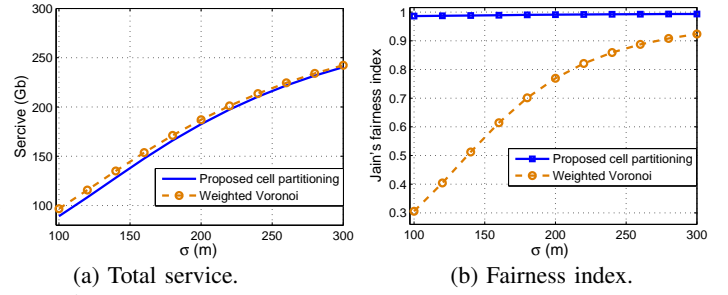 300
250
200
150
100
Sercive (Gb)
Proposed cell partitioning
Weighted Voronoi
100 150 200 250 300
σ (m)
(a) Total service.
1
0.9
0.8
0.7
0.6
0.5
0.4
0.3
Jain's fairness index
Proposed cell partitioning
Weighted Voronoi
100 150 200 250 300
σ (m)
(b) Fairness index.